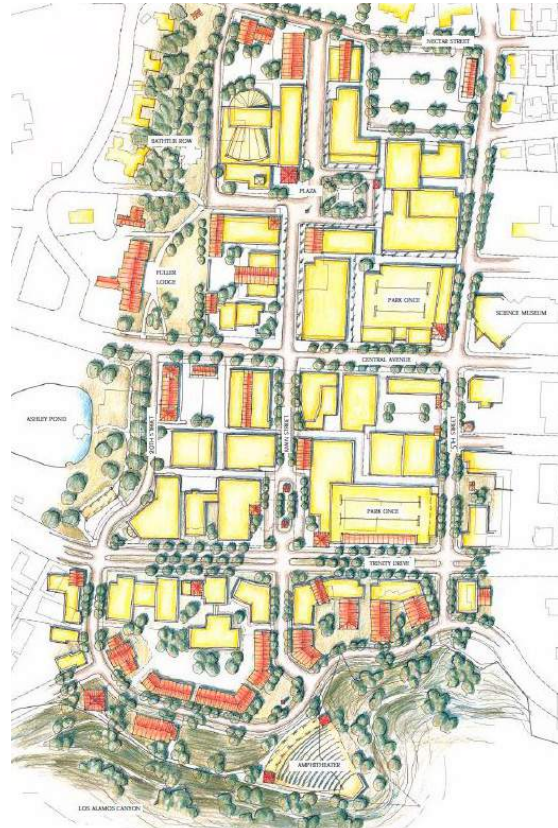 NECTAR STREET
BATHTUB ROW
PLAZA
FULLER
LODGE
PARK ONCE
SCIENCE MUSEUM
CENTRAL AVENUE
ASHLEY POND
MAIN STREET
PARK ONCE
TRINITY DRIVE
AMPHITHEATER
LOS ALAMOS CANYON